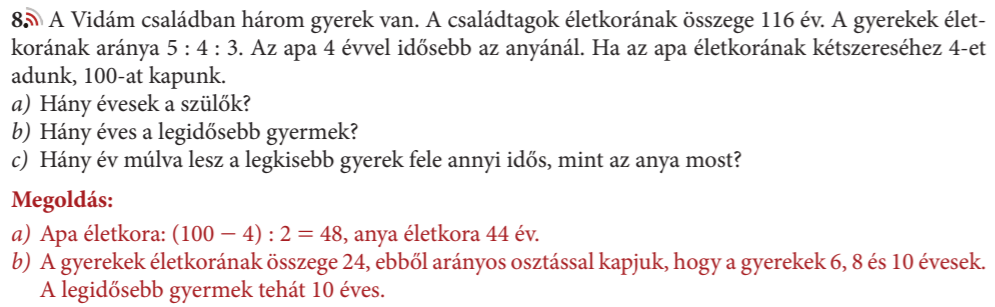 8. A Vidám családban három gyerek van. A családtagok életkorának összege 116 év. A gyerekek élet-
korának aránya 5 : 4 : 3. Az apa 4 évvel idősebb az anyánál. Ha az apa életkorának kétszereséhez 4-et
adunk, 100-at kapunk.
a) Hány évesek a szülők?
b) Hány éves a legidősebb gyermek?
c) Hány év múlva lesz a legkisebb gyerek fele annyi idős, mint az anya most?
Megoldás:
a) Apa életkora: (100 − 4) : 2 = 48, anya életkora 44 év.
b) A gyerekek életkorának összege 24, ebből arányos osztással kapjuk, hogy a gyerekek 6, 8 és 10 évesek.
A legidősebb gyermek tehát 10 éves.